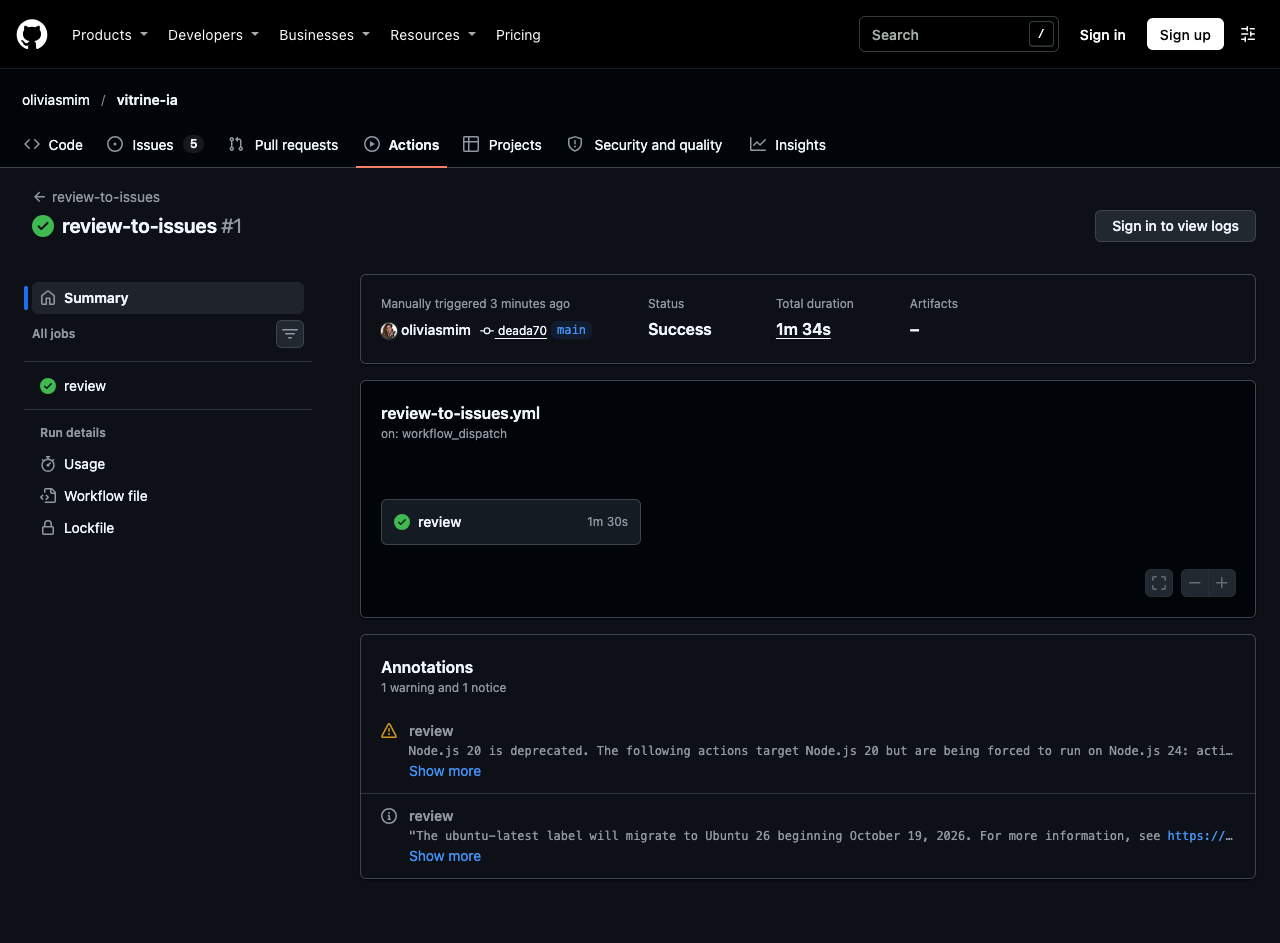 Products Developers Businesses Resources Pricing Search / Sign in Sign up
oliviasmim / vitrine-ia
Code Issues 5 Pull requests Actions Projects Security and quality Insights
← review-to-issues
review-to-issues #1
Sign in to view logs
Summary
All jobs
review
Run details
Usage
Workflow file
Lockfile
Manually triggered 3 minutes ago
oliviasmim deada70 main
Status
Success
Total duration
1m 34s
Artifacts
–
review-to-issues.yml
on: workflow_dispatch
review 1m 30s
Annotations
1 warning and 1 notice
review
Node.js 20 is deprecated. The following actions target Node.js 20 but are being forced to run on Node.js 24: acti…
Show more
review
"The ubuntu-latest label will migrate to Ubuntu 26 beginning October 19, 2026. For more information, see https://…
Show more